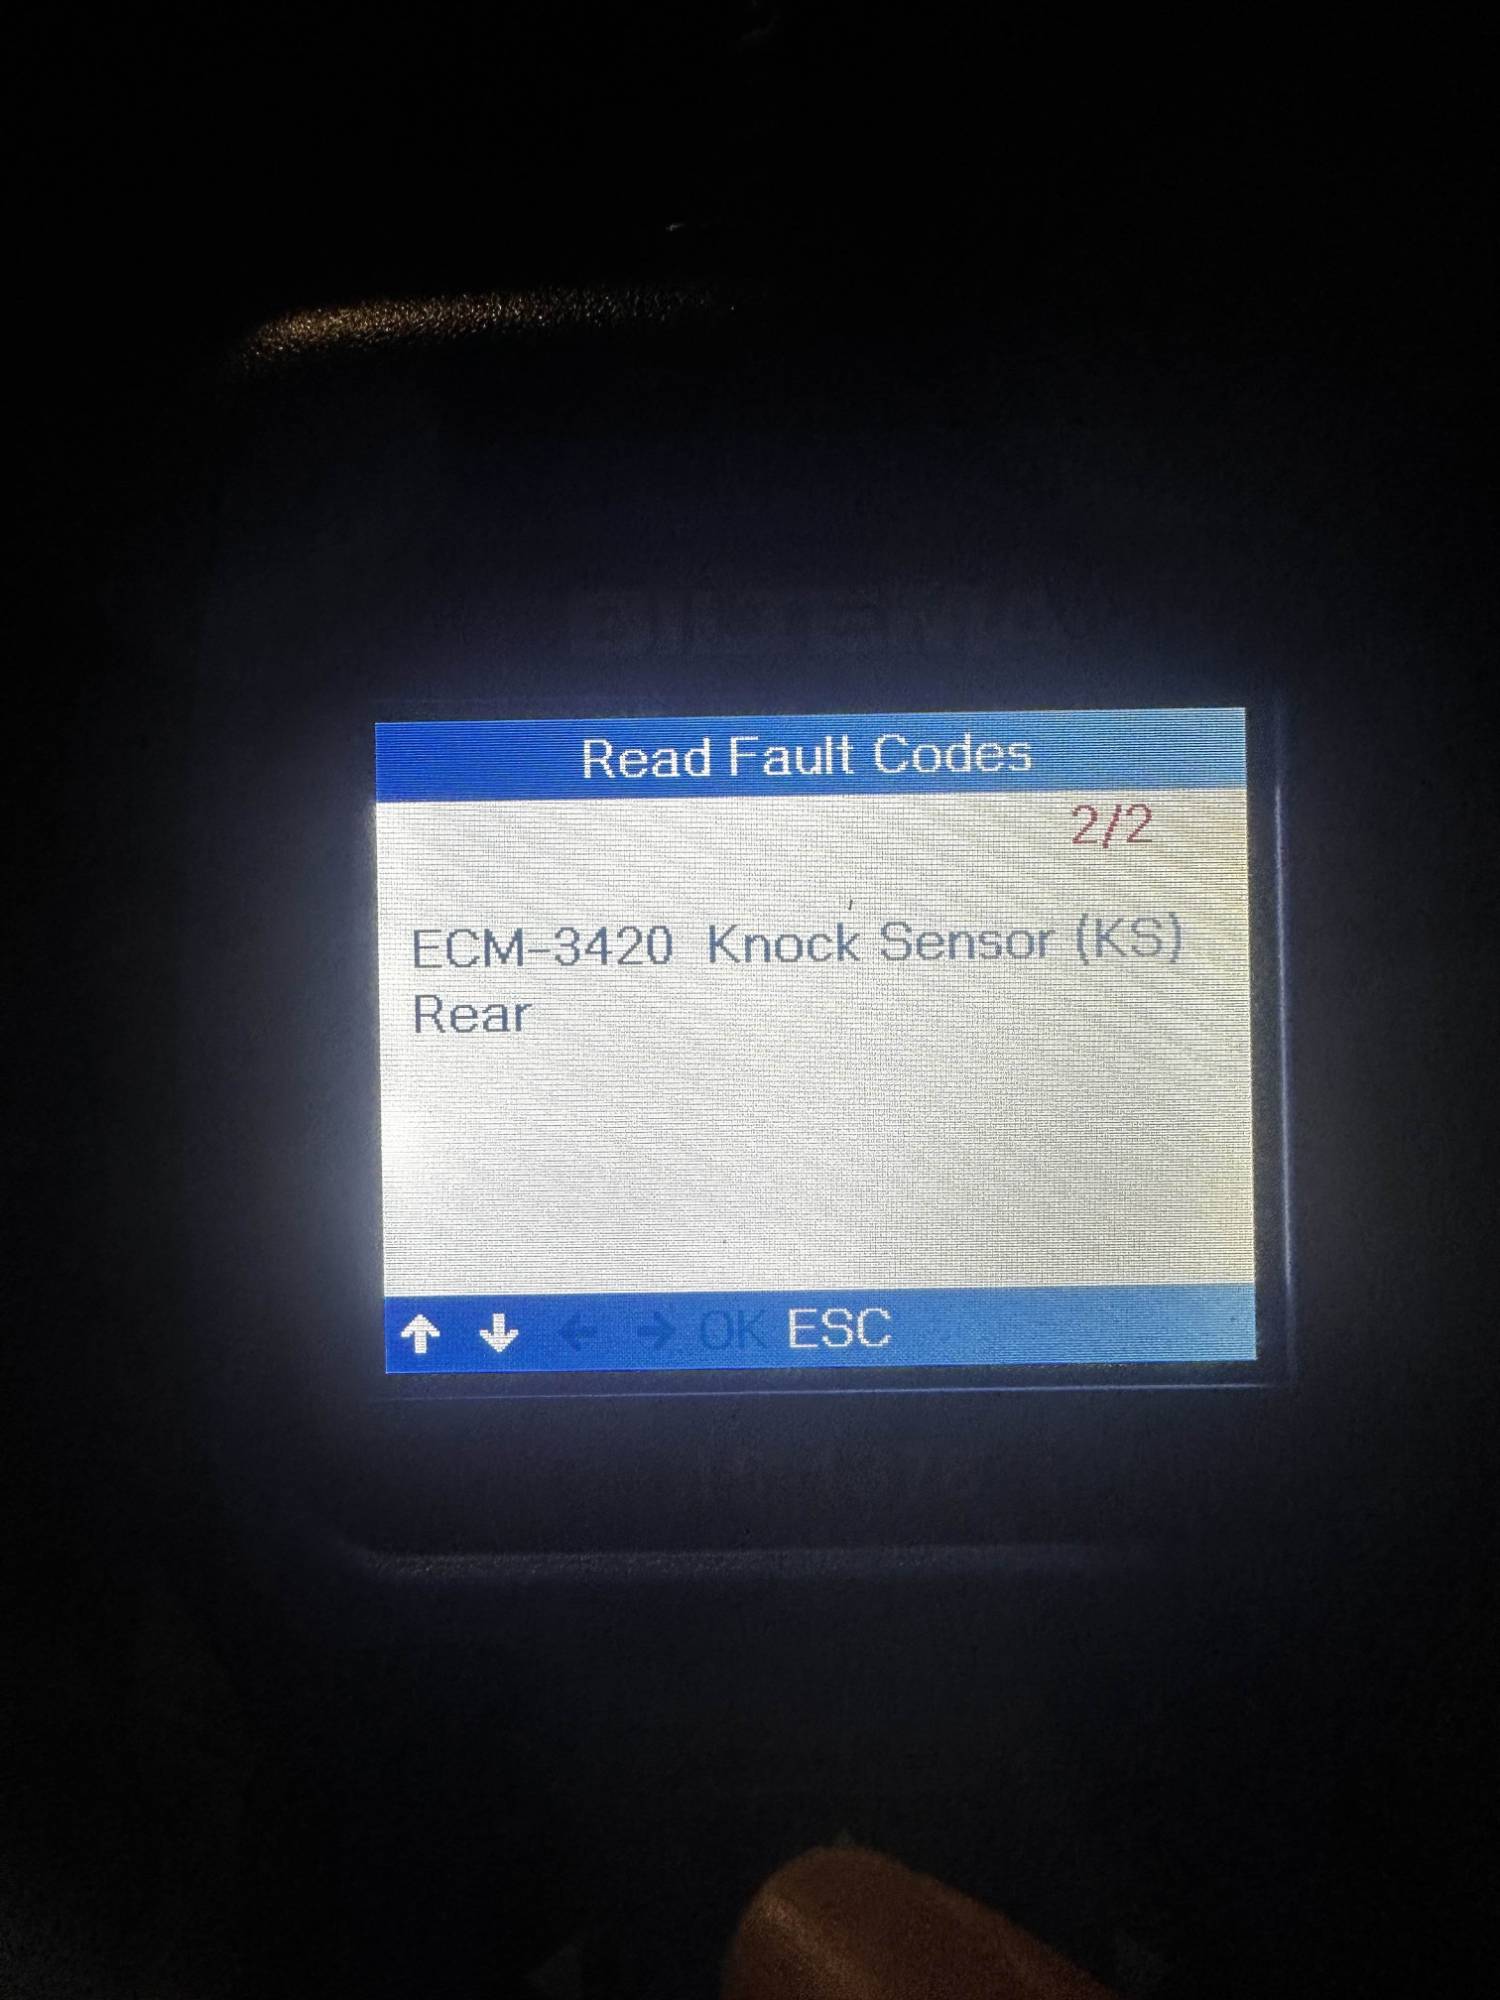 Read Fault Codes
2/2
ECM-3420 Knock Sensor (KS)
Rear
↑ ↓ ← → OK ESC